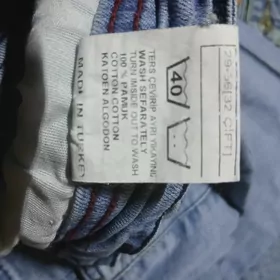 40
TERS ÇEVİRİP AYRI YIKAYINIZ
WASH SEPARATELY
TURN INSIDE OUT TO WASH
100 % PAMUK
COTTON COTTON
KATOEN ALGODON
MADE IN TURKEY